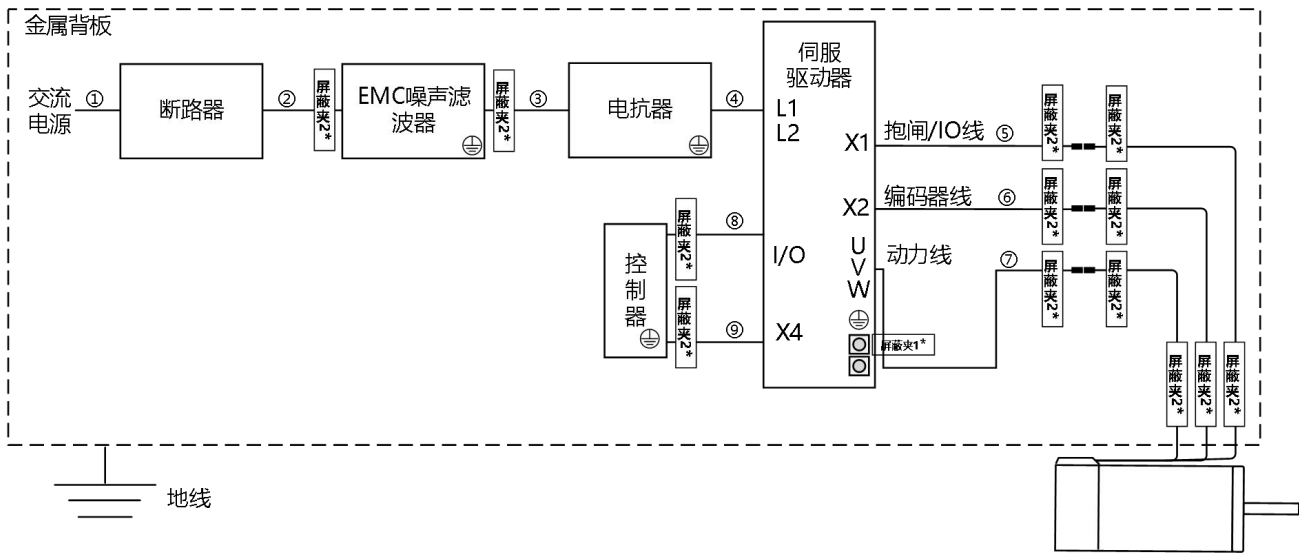 金属背板
交流
电源
①
断路器
②
屏蔽夹2*
EMC噪声滤
波器
屏蔽夹2*
③
电抗器
④
伺服
驱动器
L1
L2
X1
抱闸/IO线
⑤
屏蔽夹2*
屏蔽夹2*
X2
编码器线
⑥
屏蔽夹2*
屏蔽夹2*
U
V
W
动力线
⑦
屏蔽夹2*
屏蔽夹2*
控制器
屏蔽夹2*
⑧
I/O
屏蔽夹2*
⑨
X4
屏蔽夹1*
屏蔽夹2*
屏蔽夹2*
屏蔽夹2*
地线